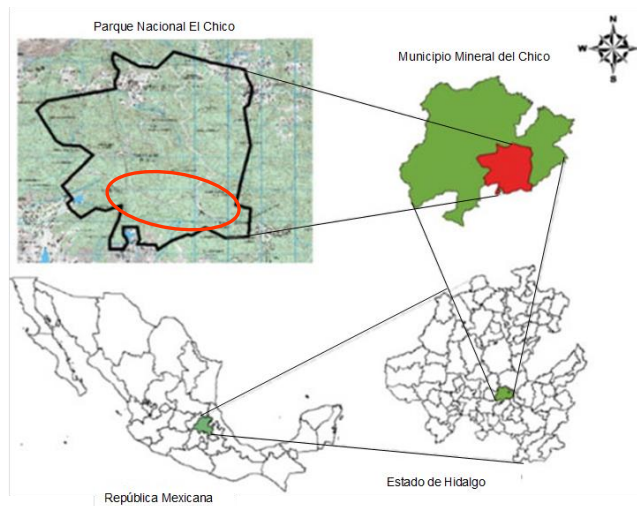 Parque Nacional El Chico
Municipio Mineral del Chico
N
W
E
S
República Mexicana
Estado de Hidalgo